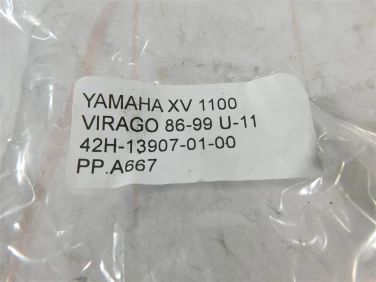 YAMAHA XV 1100
VIRAGO 86-99 U-11
42H-13907-01-00
PP.A667